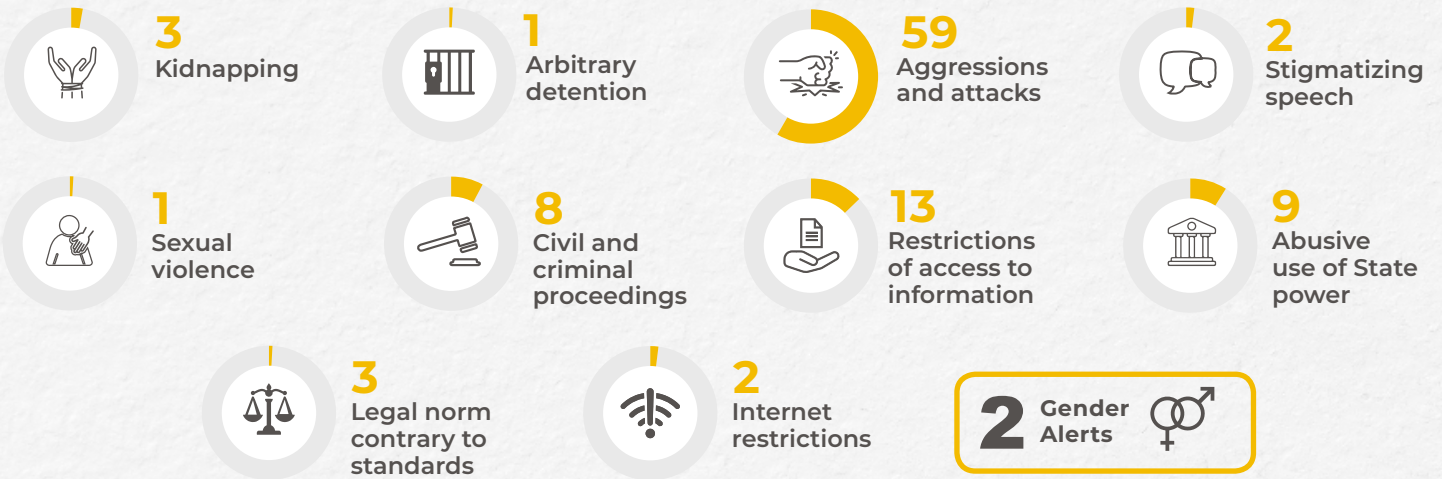 3
Kidnapping
1
Arbitrary
detention
59
Aggressions
and attacks
2
Stigmatizing
speech
1
Sexual
violence
8
Civil and
criminal
proceedings
13
Restrictions
of access to
information
9
Abusive
use of State
power
3
Legal norm
contrary to
standards
2
Internet
restrictions
2
Gender
Alerts